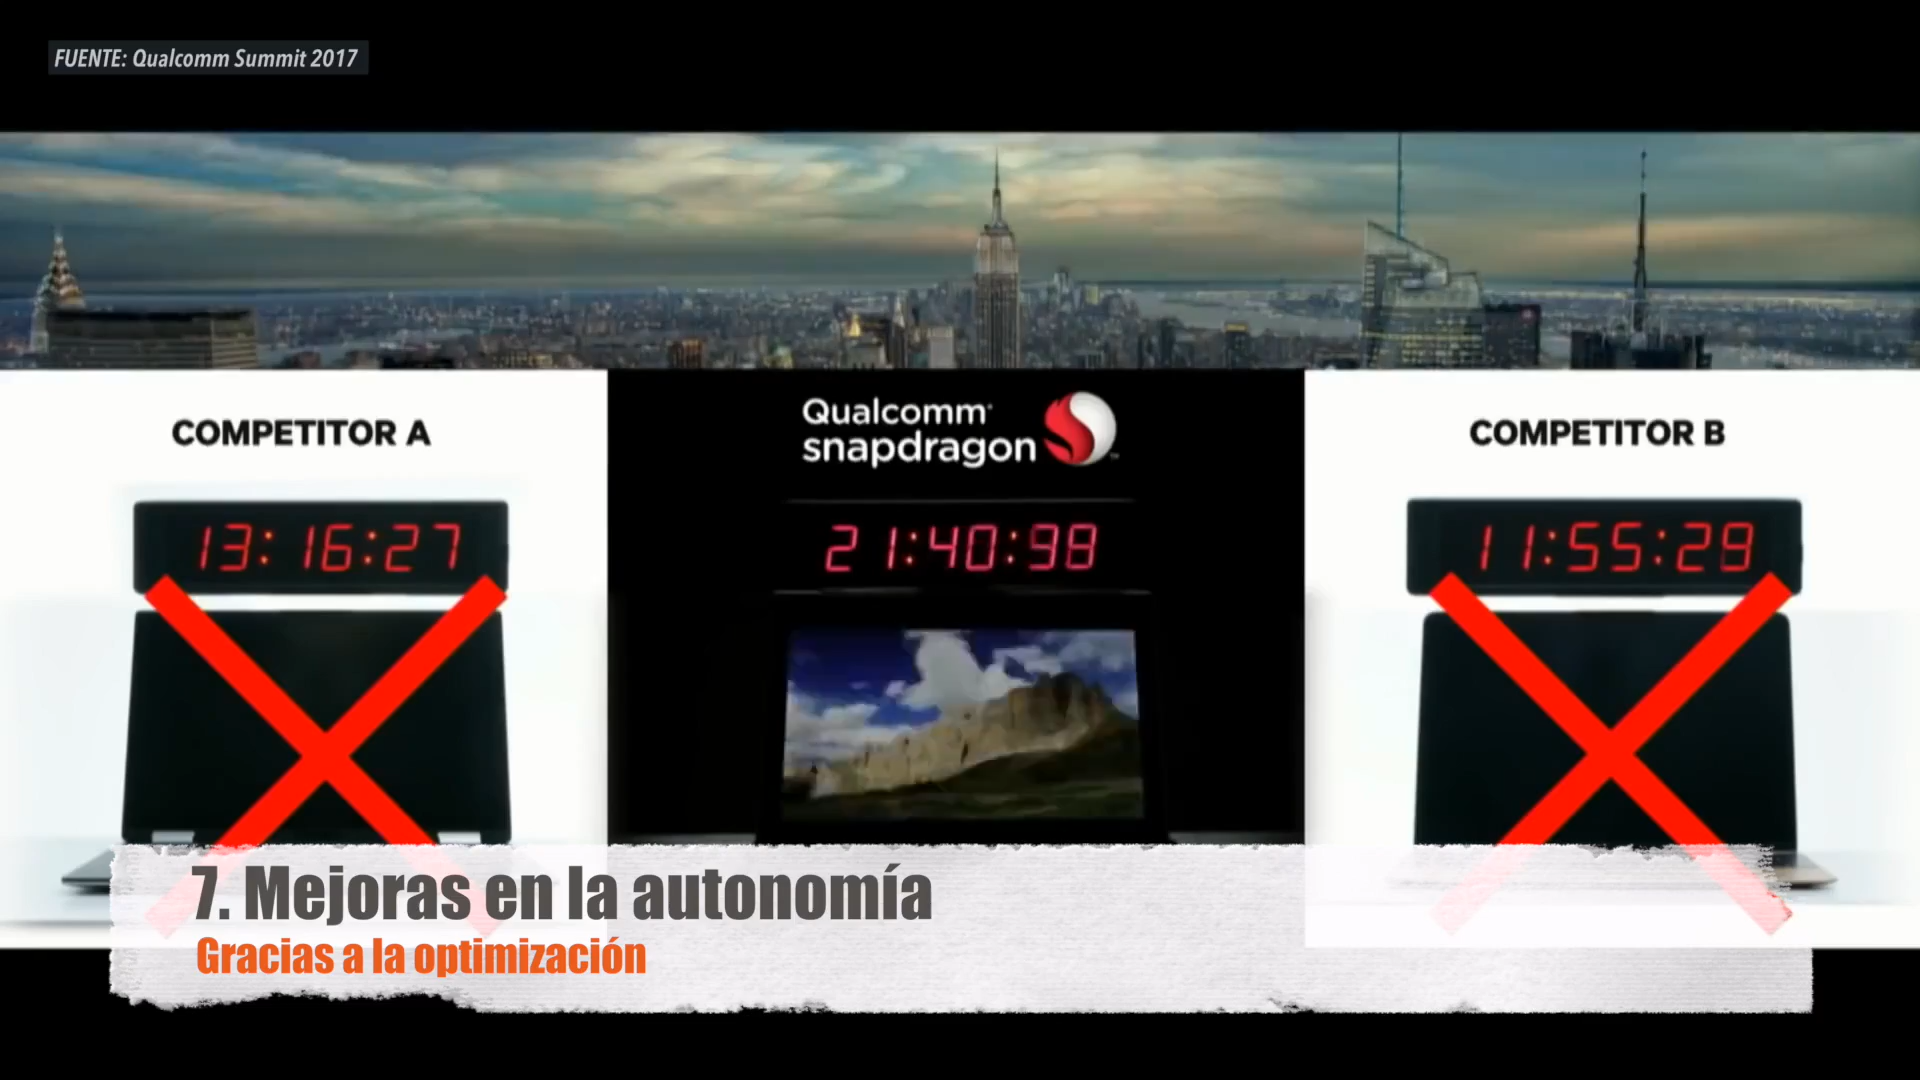 FUENTE: Qualcomm Summit 2017
COMPETITOR A
Qualcomm
snapdragon
COMPETITOR B
13:16:27
21:40:98
11:55:29
7. Mejoras en la autonomía
Gracias a la optimización